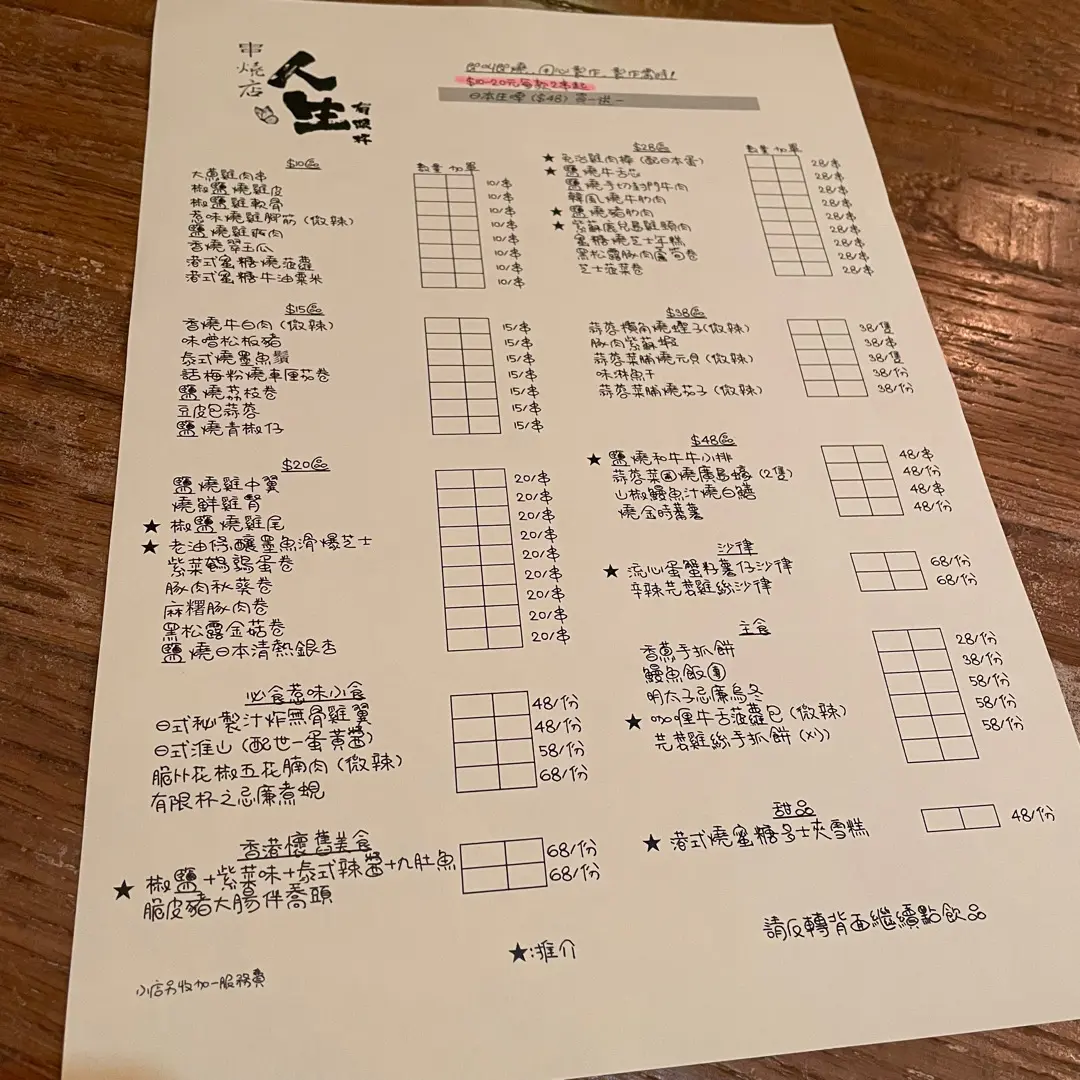 串燒店
人生
有限杯
即叫即燒，用心製作，製作需時!
$10-20元每款2串起
日本生啤 ($48) 買一送一
$10區
數量 加單
大蔥雞肉串 10/串
椒鹽燒雞皮 10/串
椒鹽雞軟骨 10/串
惹味燒雞腳筋 (微辣) 10/串
鹽燒雞腿肉 10/串
香燒翠玉瓜 10/串
港式蜜糖燒菠蘿 10/串
港式蜜糖牛油粟米 10/串
$15區
香燒牛白肉 (微辣) 15/串
味噌松板豬 15/串
泰式燒墨魚鬚 15/串
話梅粉燒車厘茄卷 15/串
鹽燒荔枝卷 15/串
豆皮包蒜蓉 15/串
鹽燒青椒仔 15/串
$20區
鹽燒雞中翼 20/串
燒鮮雞腎 20/串
★ 椒鹽燒雞尾 20/串
★ 老油條釀墨魚滑爆芝士 20/串
紫菜鵪鶉蛋卷 20/串
豚肉秋葵卷 20/串
麻糬豚肉卷 20/串
黑松露金菇卷 20/串
鹽燒日本清熱銀杏 20/串
必食惹味小食
日式秘製汁炸無骨雞翼 48/份
日式淮山 (配世一蛋黃醬) 48/份
脆卜卜花椒五花腩肉 (微辣) 58/份
有限杯之忌廉煮蜆 68/份
香港懷舊美食
★ 椒鹽+紫菜味+泰式辣醬+九肚魚 68/份
脆皮豬大腸伴蕎頭 68/份
$28區
數量 加單
★ 免治雞肉棒 (配日本蛋) 28/串
★ 鹽燒牛舌芯 28/串
鹽燒手切封門牛肉 28/串
韓風燒牛肋肉 28/串
★ 鹽燒豬肋肉 28/串
★ 紫蘇鹿兒島雞頸肉 28/串
蜜糖燒芝士年糕 28/串
黑松露豚肉蘆筍卷 28/串
芝士菠菜卷 28/串
$38區
蒜蓉欖角燒蟶子 (微辣) 38/隻
豚肉紫蘇蝦 38/串
蒜蓉菜脯燒元貝 (微辣) 38/隻
味淋魚干 38/份
蒜蓉菜脯燒茄子 (微辣) 38/份
$48區
★ 鹽燒和牛牛小排 48/串
蒜蓉菜圃燒廣島蠔 (2隻) 48/份
山椒鰻魚汁燒白鱔 48/串
燒金時蕃薯 48/份
沙律
★ 流心蛋蟹籽薯仔沙律 68/份
辛辣芫荽雞絲沙律 68/份
主食
香蔥手抓餅 28/份
鰻魚飯團 38/份
明太子忌廉烏冬 58/份
★ 咖哩牛舌菠蘿包 (微辣) 58/份
芫荽雞絲手抓餅 (XL) 58/份
甜品
★ 港式燒蜜糖多士夾雪糕 48/份
請反轉背面繼續點飲品
★:推介
小店另收加一服務費